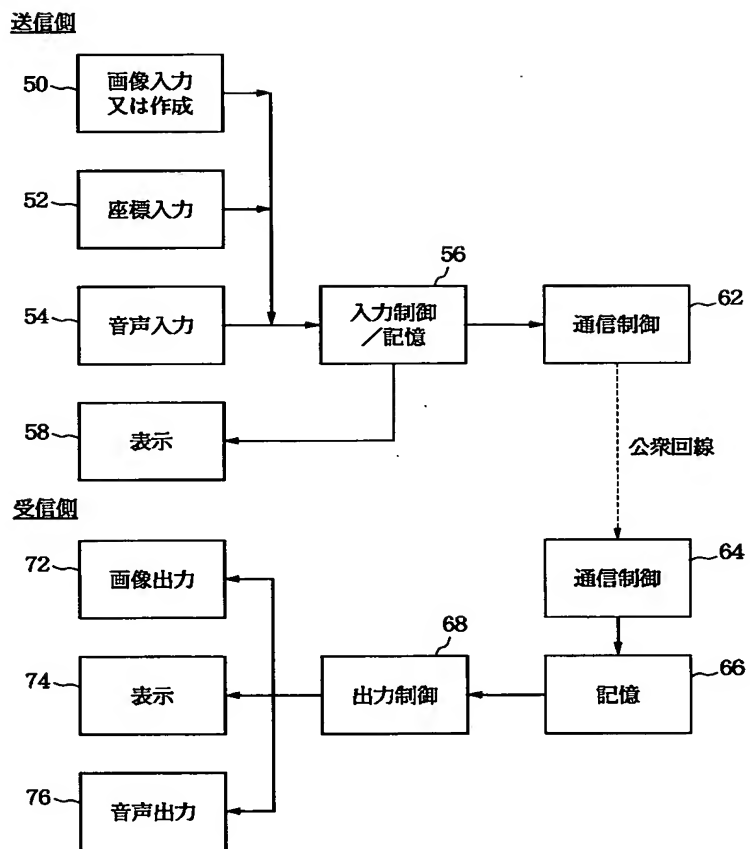 送信側
50
画像入力
又は作成
52
座標入力
54
音声入力
56
入力制御
/記憶
62
通信制御
58
表示
公衆回線
受信側
72
画像出力
64
通信制御
68
出力制御
66
記憶
74
表示
76
音声出力